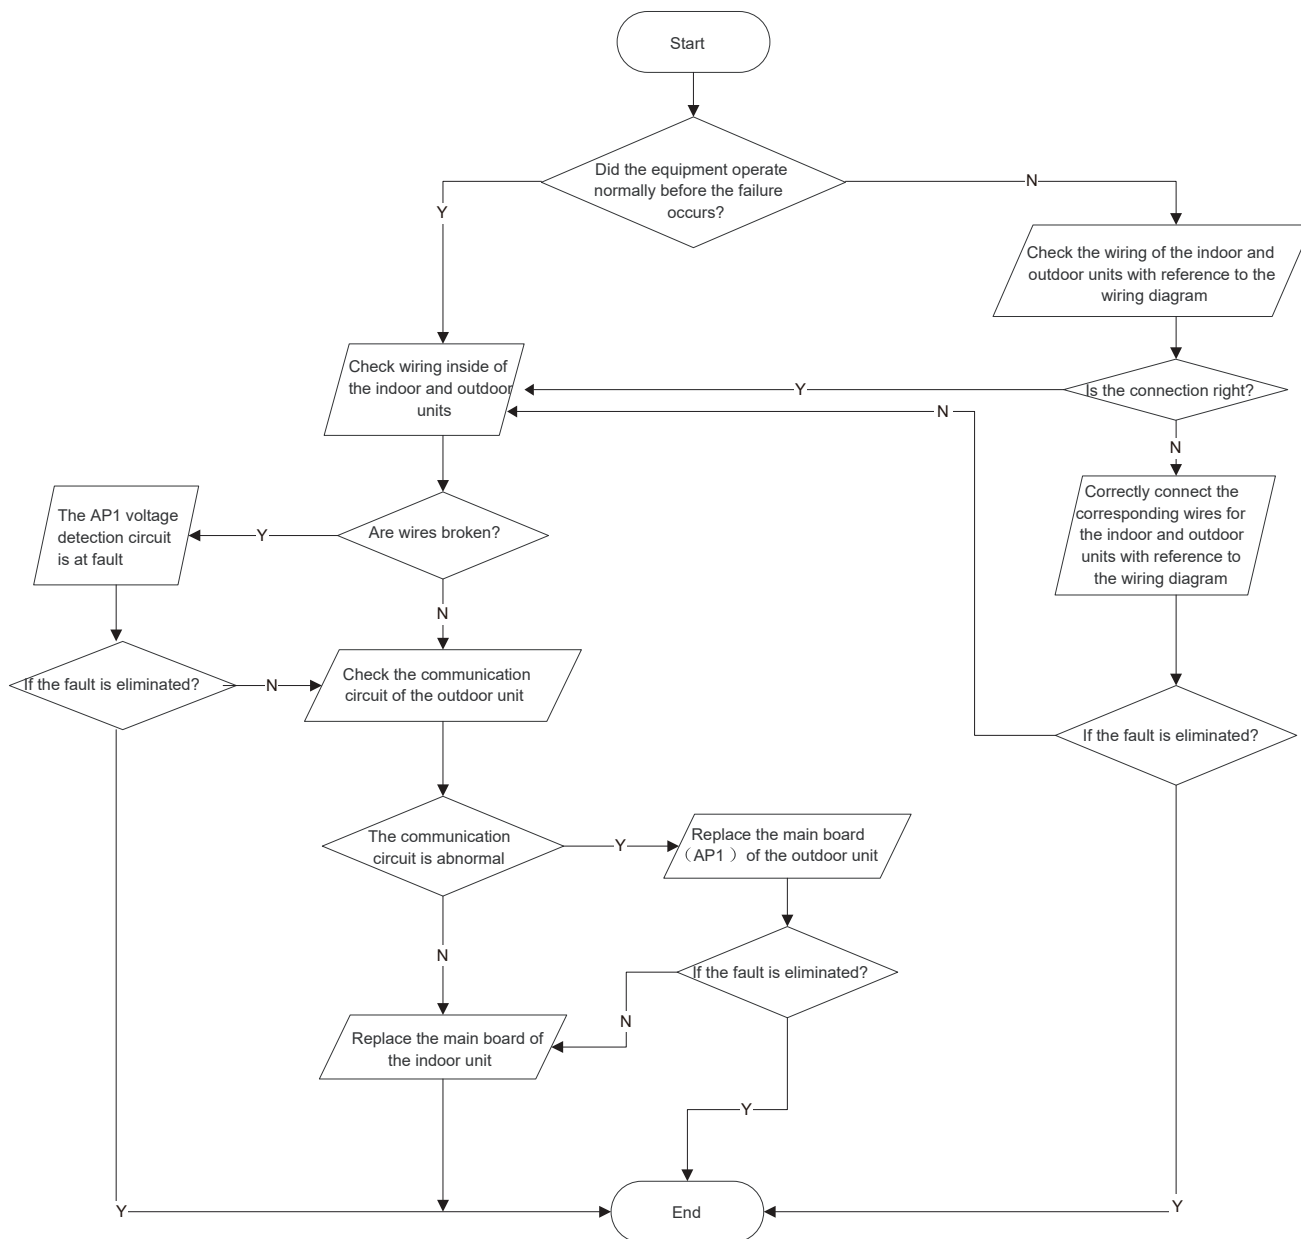 Start
Did the equipment operate
normally before the failure
occurs?
Y
N
Check the wiring of the indoor and
outdoor units with reference to the
wiring diagram
Check wiring inside of
the indoor and outdoor
units
Y
Is the connection right?
N
N
Correctly connect the
corresponding wires for
the indoor and outdoor
units with reference to
the wiring diagram
The AP1 voltage
detection circuit
is at fault
Y
Are wires broken?
N
If the fault is eliminated?
N
Check the communication
circuit of the outdoor unit
If the fault is eliminated?
The communication
circuit is abnormal
Y
Replace the main board
（AP1 ）of the outdoor unit
N
If the fault is eliminated?
N
Replace the main board of
the indoor unit
Y
Y
End
Y